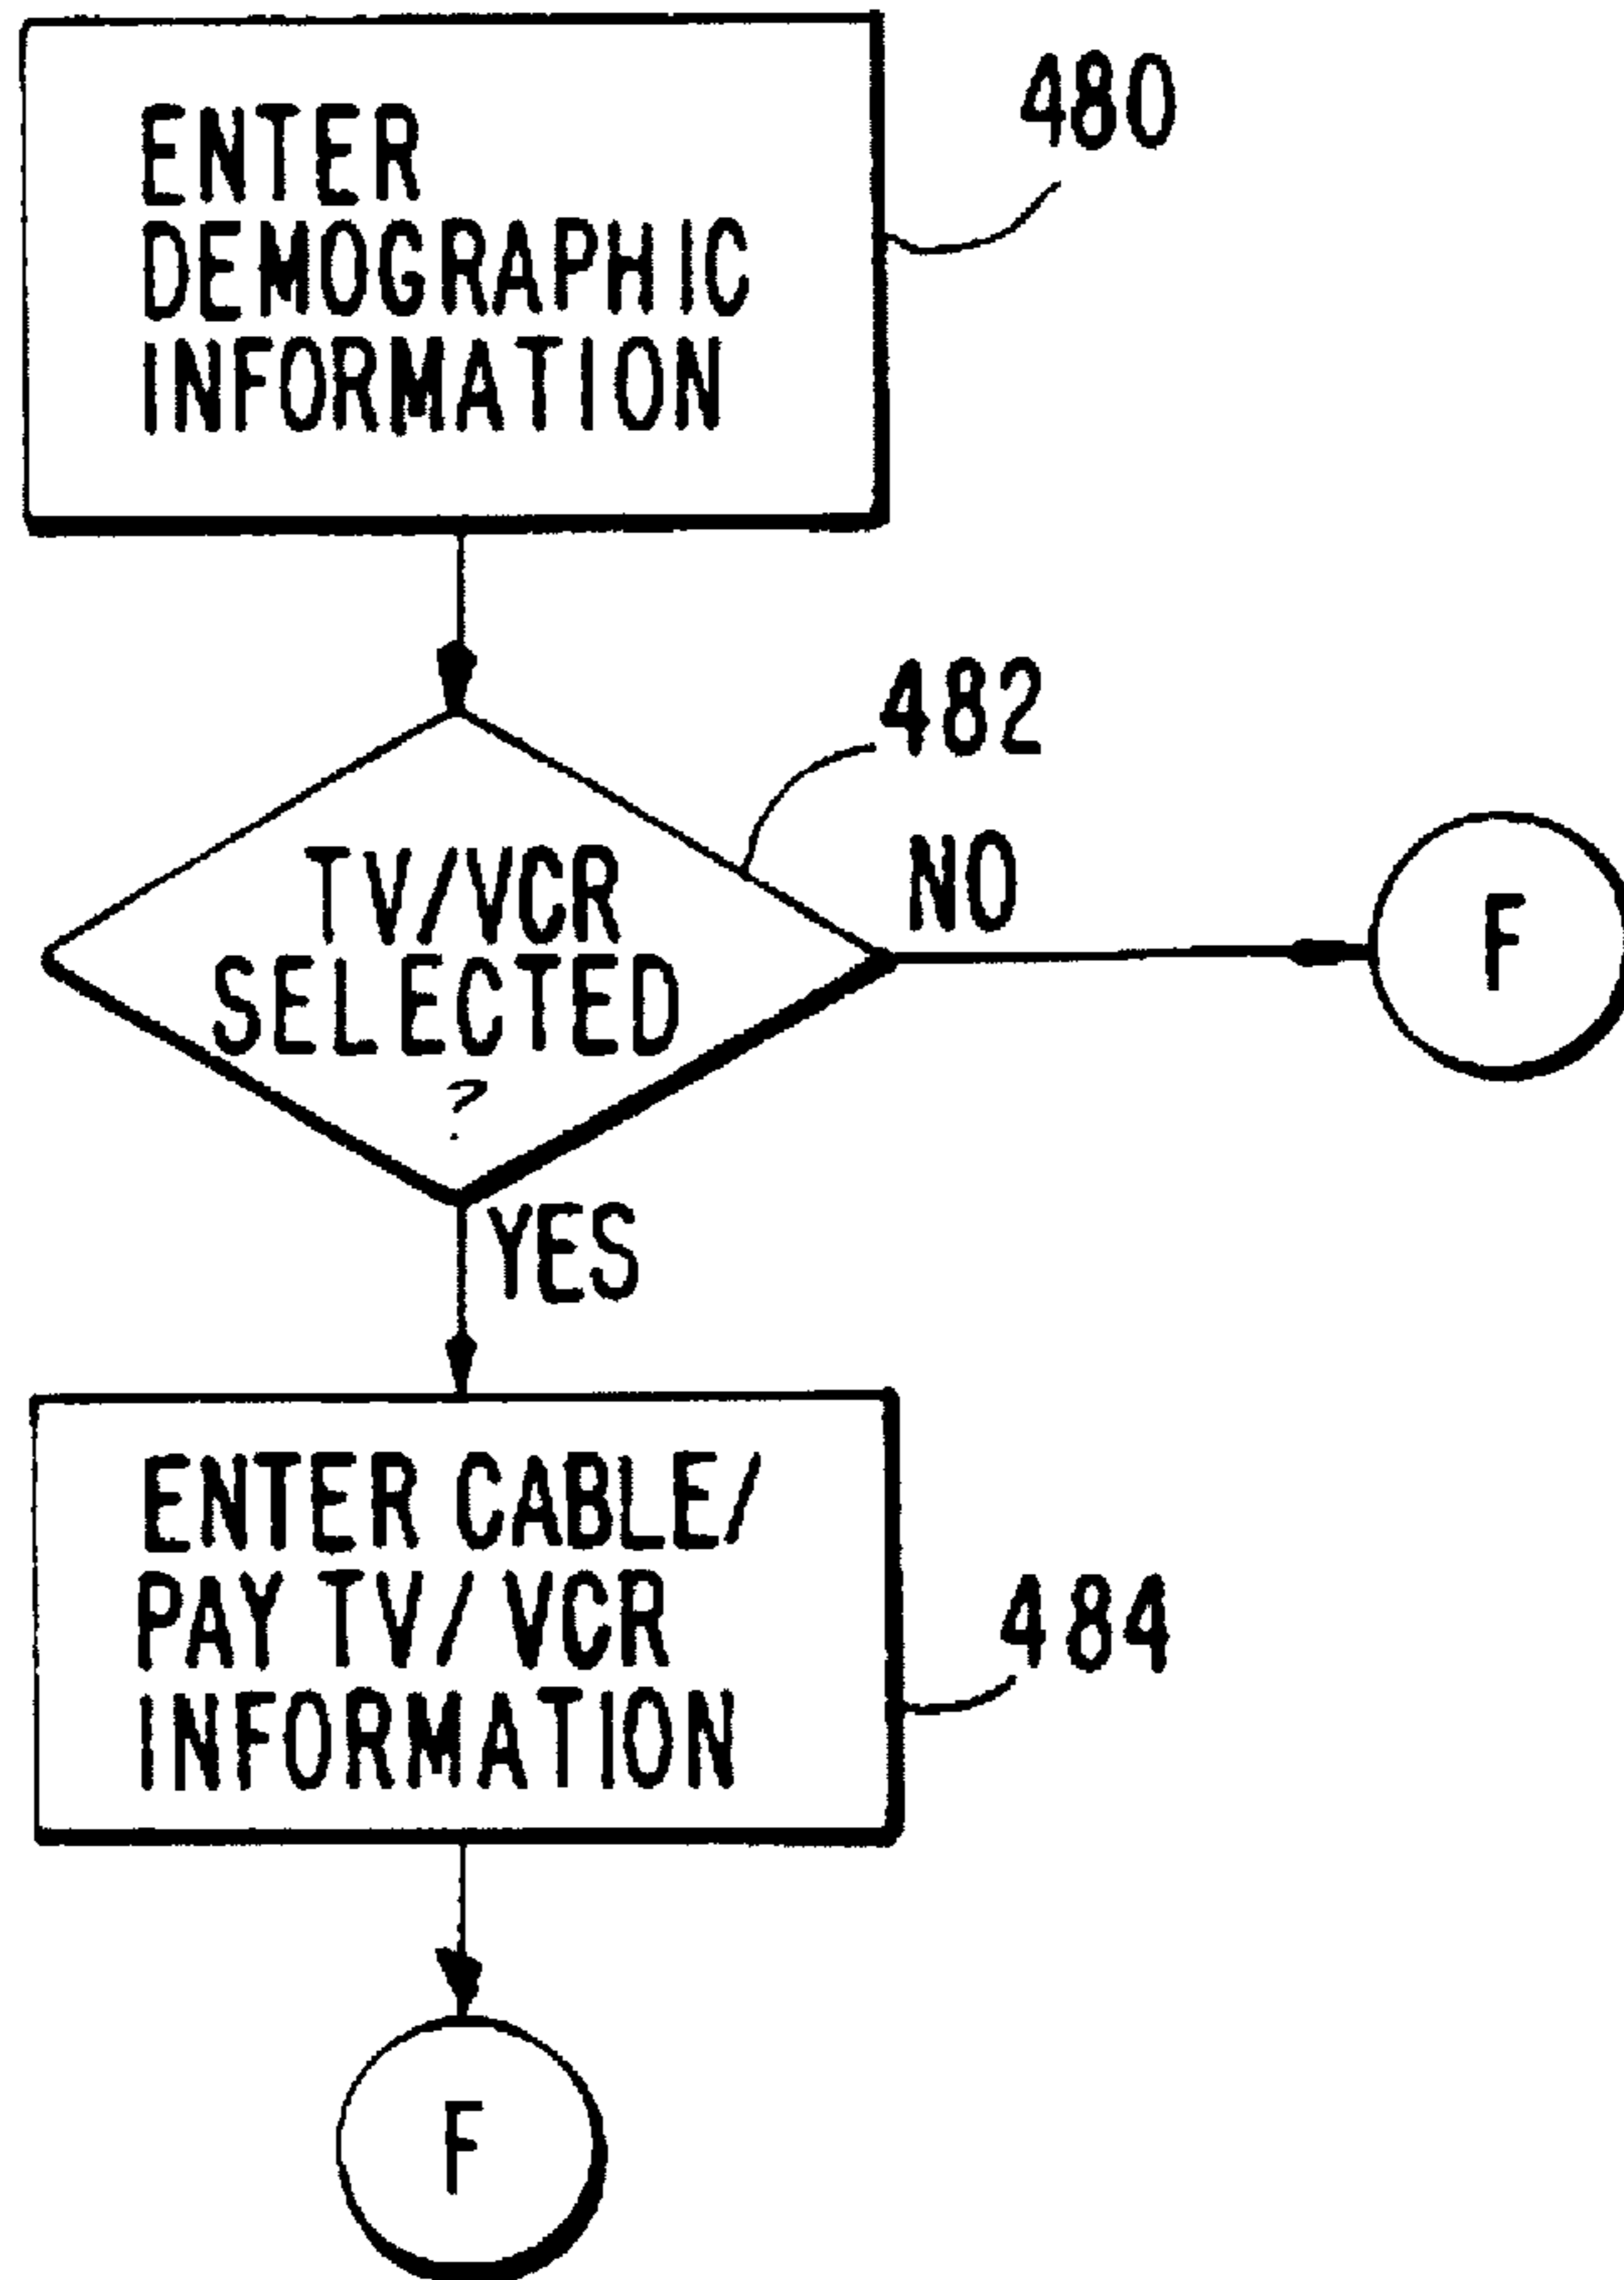 480
ENTER
DEMOGRAPHIC
INFORMATION
482
TV/VCR
SELECTED
?
NO
F
YES
ENTER CABLE/
PAY TV/ VCR
INFORMATION
484
F